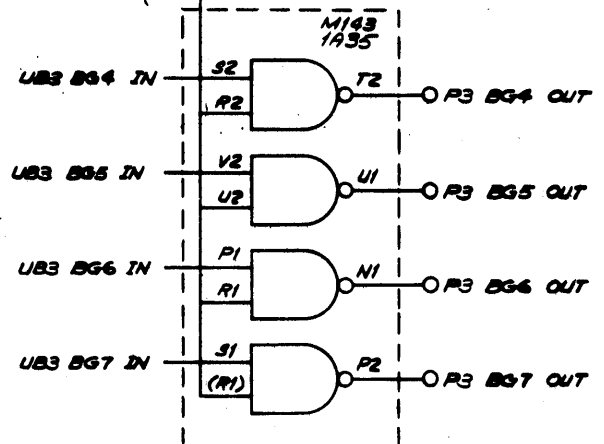 M143
1A35
UB3 BG4 IN S2 T2 P3 BG4 OUT
R2
UB3 BG5 IN V2 U1 P3 BG5 OUT
U2
UB3 BG6 IN P1 N1 P3 BG6 OUT
R1
UB3 BG7 IN S1 P2 P3 BG7 OUT
(R1)